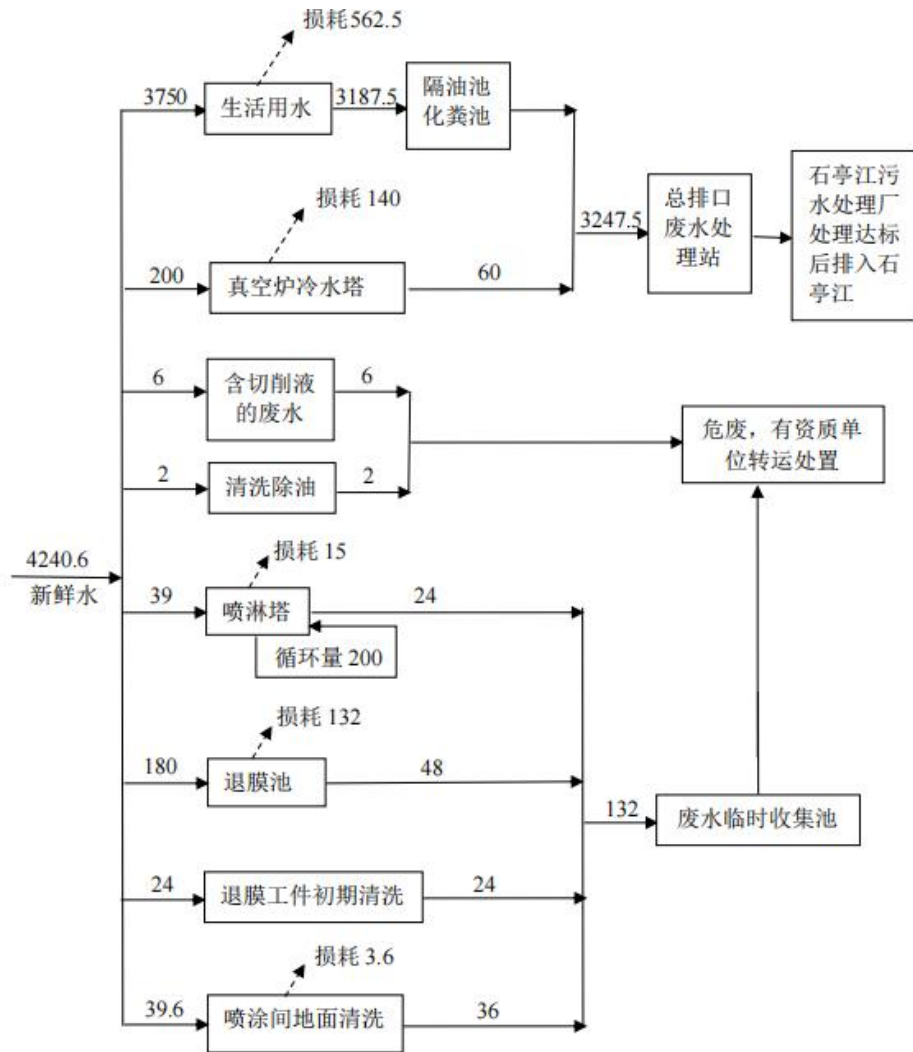 损耗 562.5
3750
生活用水
3187.5
隔油池
化粪池
损耗 140
200
真空炉冷水塔
60
3247.5
总排口
废水处
理站
石亭江污
水处理厂
处理达标
后排入石
亭江
6
含切削液
的废水
6
2
清洗除油
2
危废，有资质单
位转运处置
4240.6
新鲜水
损耗 15
39
喷淋塔
24
循环量 200
损耗 132
180
退膜池
48
132
废水临时收集池
24
退膜工件初期清洗
24
损耗 3.6
39.6
喷涂间地面清洗
36